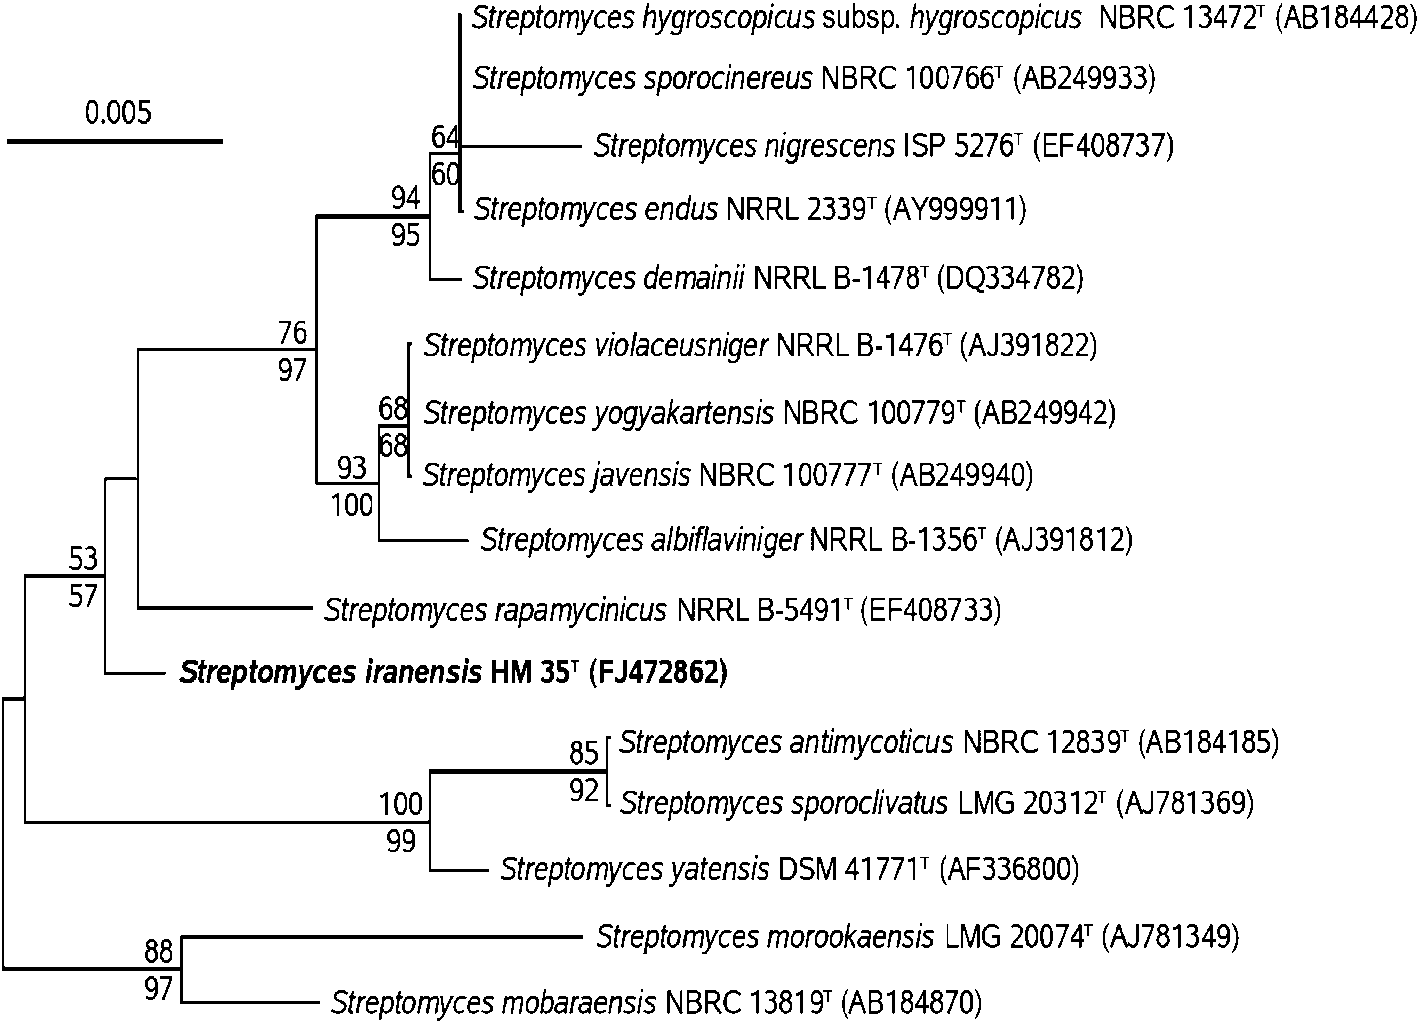 Streptomyces hygroscopicus subsp. hygroscopicus NBRC 13472ᵀ (AB184428)
Streptomyces sporocinereus NBRC 100766ᵀ (AB249933)
0.005
64
Streptomyces nigrescens ISP 5276ᵀ (EF408737)
60
94
Streptomyces endus NRRL 2339ᵀ (AY999911)
95
Streptomyces demainii NRRL B-1478ᵀ (DQ334782)
76
Streptomyces violaceusniger NRRL B-1476ᵀ (AJ391822)
97
68
Streptomyces yogyakartensis NBRC 100779ᵀ (AB249942)
68
93
Streptomyces javensis NBRC 100777ᵀ (AB249940)
100
Streptomyces albiflaviniger NRRL B-1356ᵀ (AJ391812)
53
57
Streptomyces rapamycinicus NRRL B-5491ᵀ (EF408733)
Streptomyces iranensis HM 35ᵀ (FJ472862)
Streptomyces antimycoticus NBRC 12839ᵀ (AB184185)
85
92
Streptomyces sporoclivatus LMG 20312ᵀ (AJ781369)
100
99
Streptomyces yatensis DSM 41771ᵀ (AF336800)
Streptomyces morookaensis LMG 20074ᵀ (AJ781349)
88
97
Streptomyces mobaraensis NBRC 13819ᵀ (AB184870)